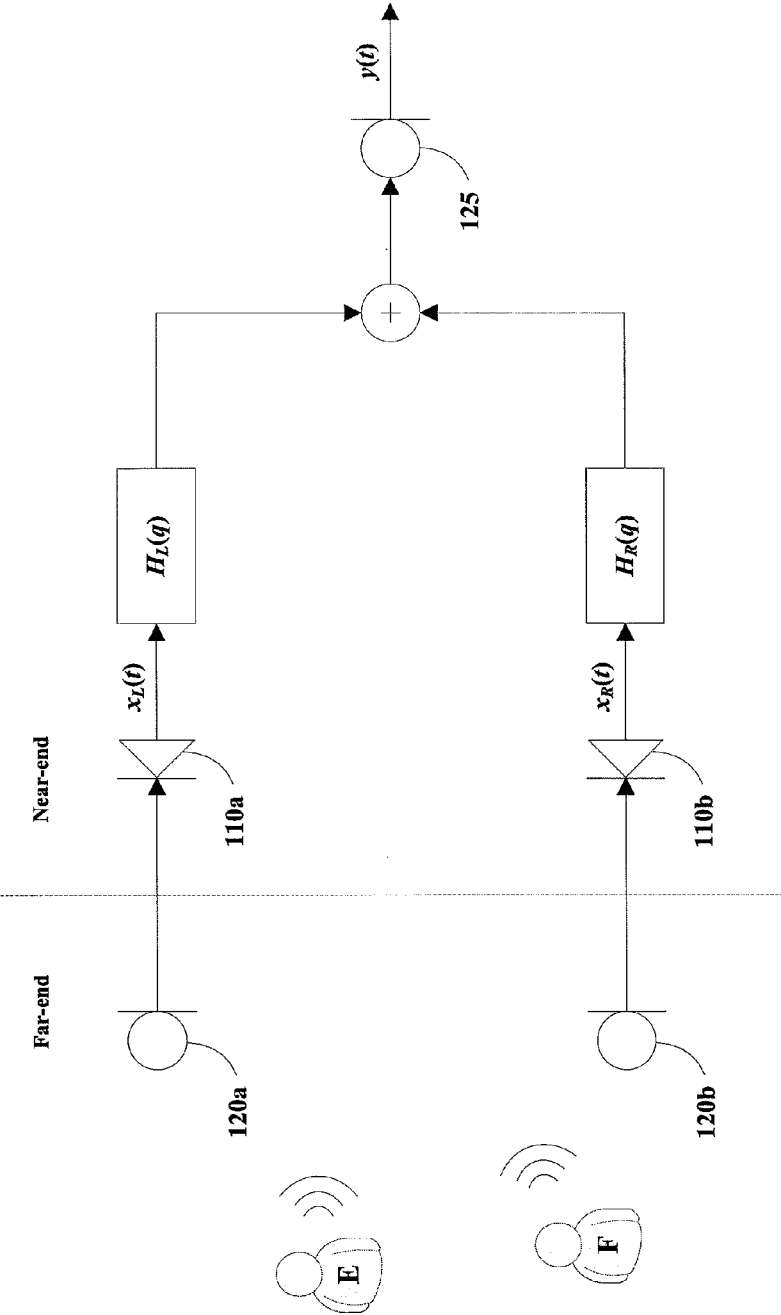 Far-end
Near-end
E
F
120a
120b
110a
110b
x_L(t)
x_R(t)
H_L(q)
H_R(q)
+
125
y(t)